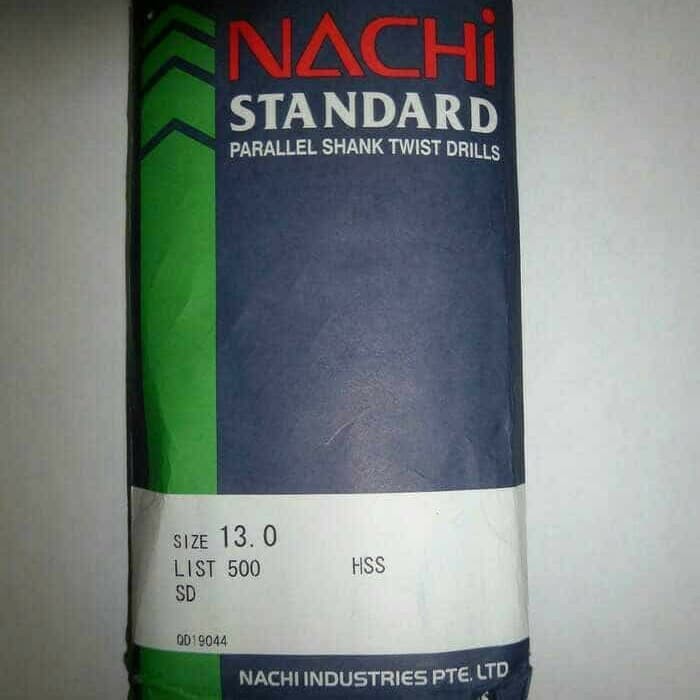 NACHi
STANDARD
PARALLEL SHANK TWIST DRILLS
SIZE 13.0
LIST 500 HSS
SD
QD19044
NACHI INDUSTRIES PTE. LTD